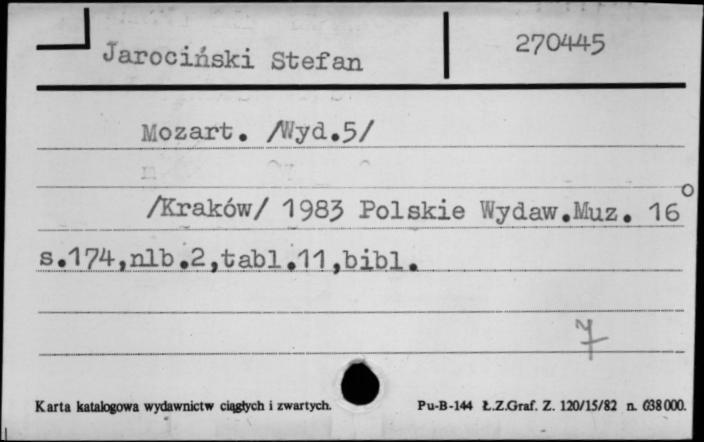 Jarociński Stefan 270445
Mozart. /Wyd.5/
/Kraków/ 1983 Polskie Wydaw.Muz. 16°
s.174,nlb.2,tabl.11,bibl.
Karta katalogowa wydawnictw ciągłych i zwartych. Pu-B-144 Ł.Z.Graf. Z. 120/15/82 n. 638000.